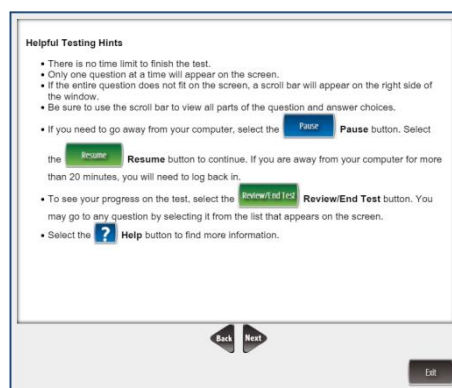 Helpful Testing Hints
• There is no time limit to finish the test.
• Only one question at a time will appear on the screen.
• If the entire question does not fit on the screen, a scroll bar will appear on the right side of
the window.
• Be sure to use the scroll bar to view all parts of the question and answer choices.
• If you need to go away from your computer, select the Pause Pause button. Select
the Resume Resume button to continue. If you are away from your computer for more
than 20 minutes, you will need to log back in.
• To see your progress on the test, select the Review/End Test Review/End Test button. You
may go to any question by selecting it from the list that appears on the screen.
• Select the ? Help button to find more information.
Back Next
Exit